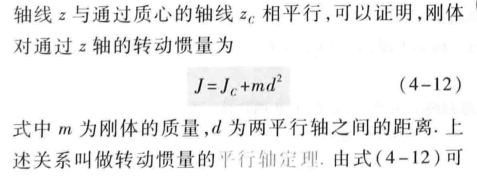 轴线 z 与通过质心的轴线 z_C 相平行,可以证明,刚体
对通过 z 轴的转动惯量为
J=J_C+md² (4-12)
式中 m 为刚体的质量,d 为两平行轴之间的距离. 上
述关系叫做转动惯量的平行轴定理. 由式(4-12)可